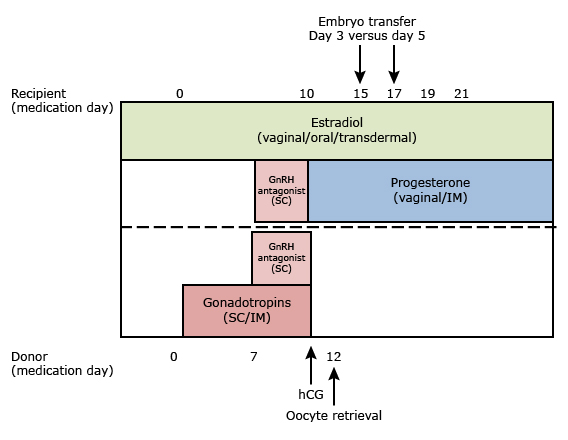 Embryo transfer
Day 3 versus day 5
Recipient
(medication day)
0 10 15 17 19 21
Estradiol
(vaginal/oral/transdermal)
GnRH
antagonist
(SC)
Progesterone
(vaginal/IM)
GnRH
antagonist
(SC)
Gonadotropins
(SC/IM)
Donor
(medication day)
0 7 12
hCG
Oocyte retrieval